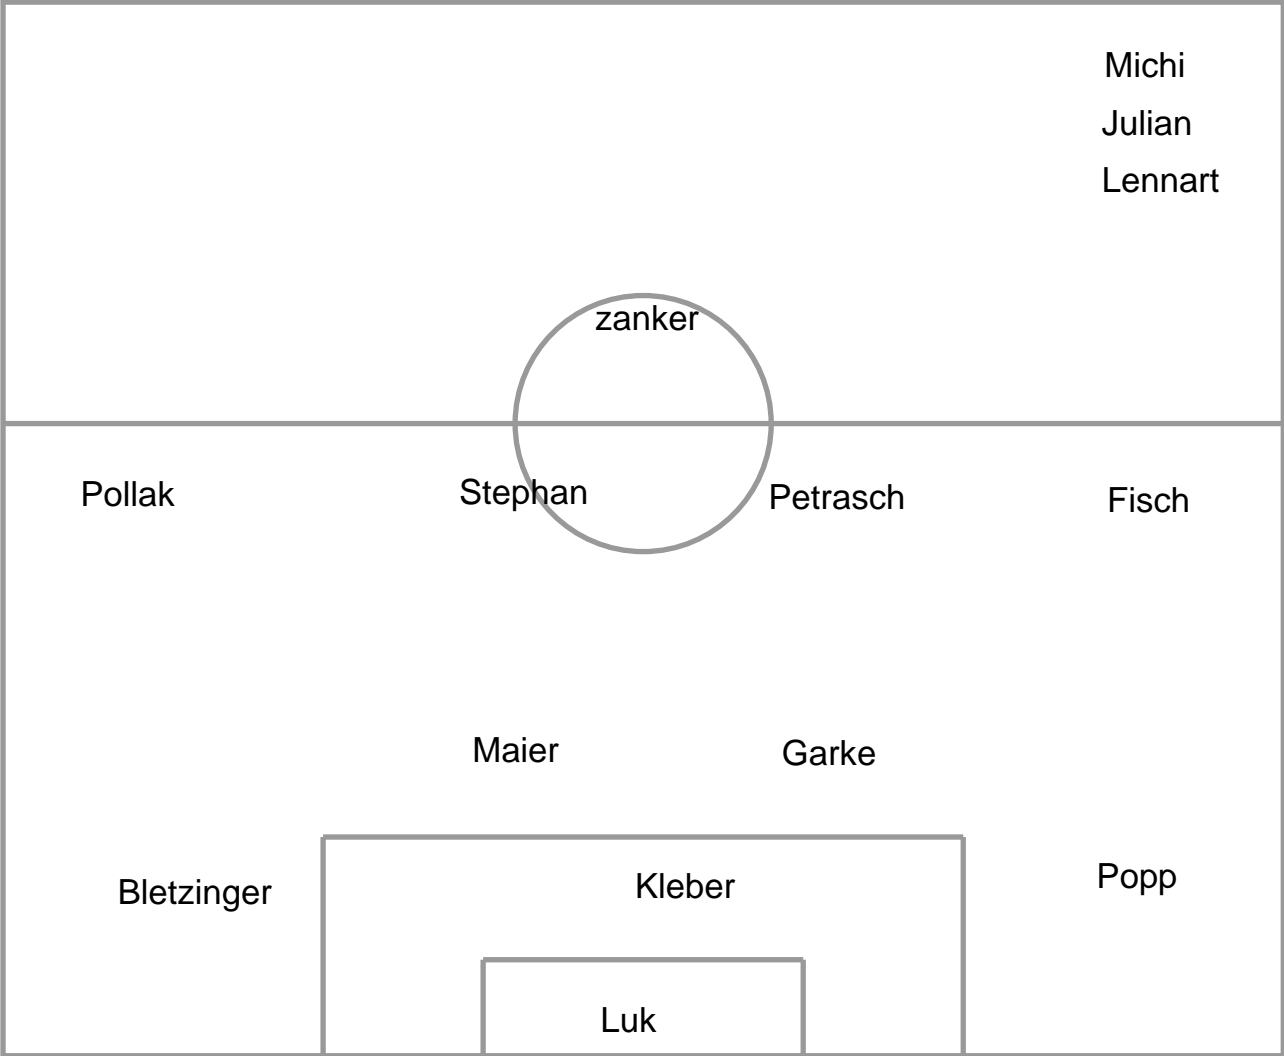 Michi
Julian
Lennart
zanker
Pollak Stephan Petrasch Fisch
Maier Garke
Bletzinger Kleber Popp
Luk